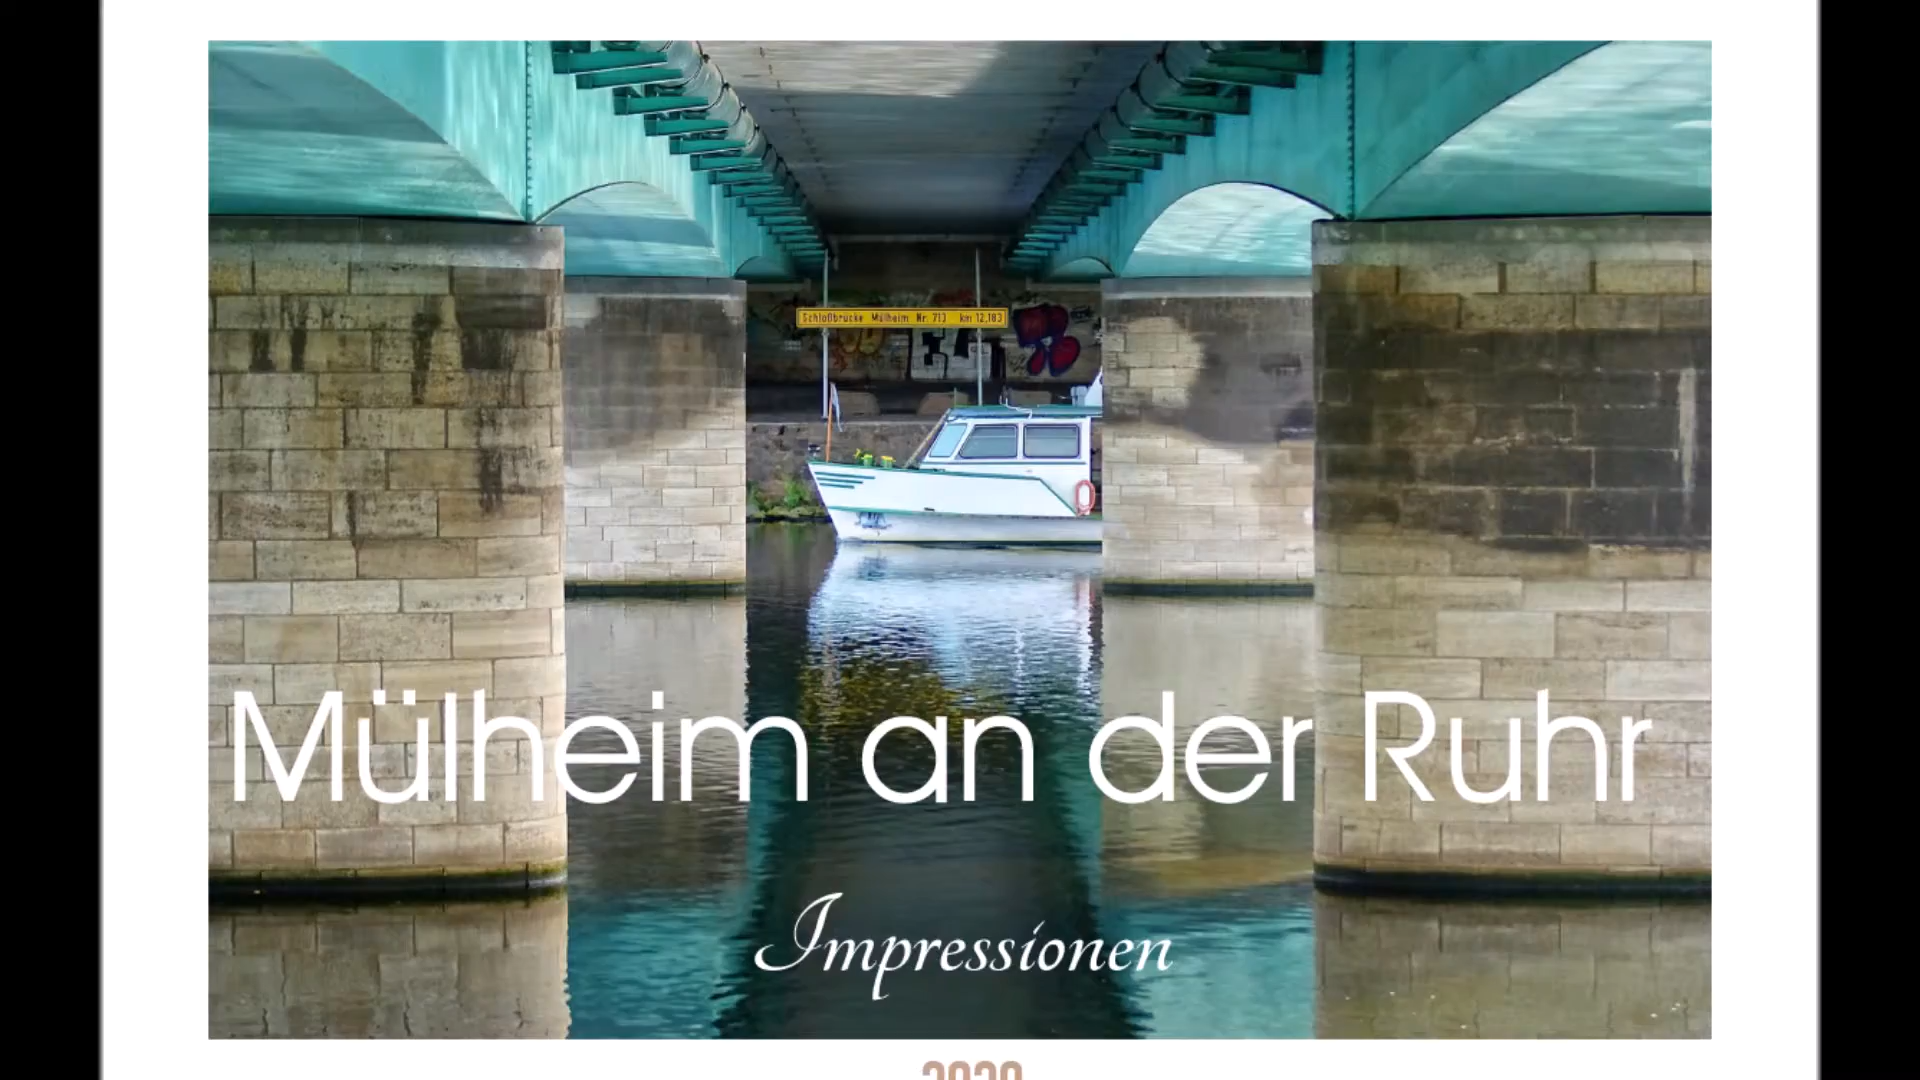 Schloßbrücke Mülheim Nr. 713 km 12,183
Mülheim an der Ruhr
Impressionen